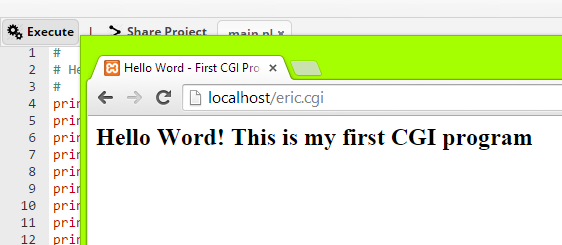 Execute | Share Project main.pl ×
Hello Word - First CGI Pro ×
localhost/eric.cgi
Hello Word! This is my first CGI program
1 #
2 # He
3 #
4 prin
5 prin
6 prin
7 prin
8 prin
9 prin
10 prin
11 prin
12 prin